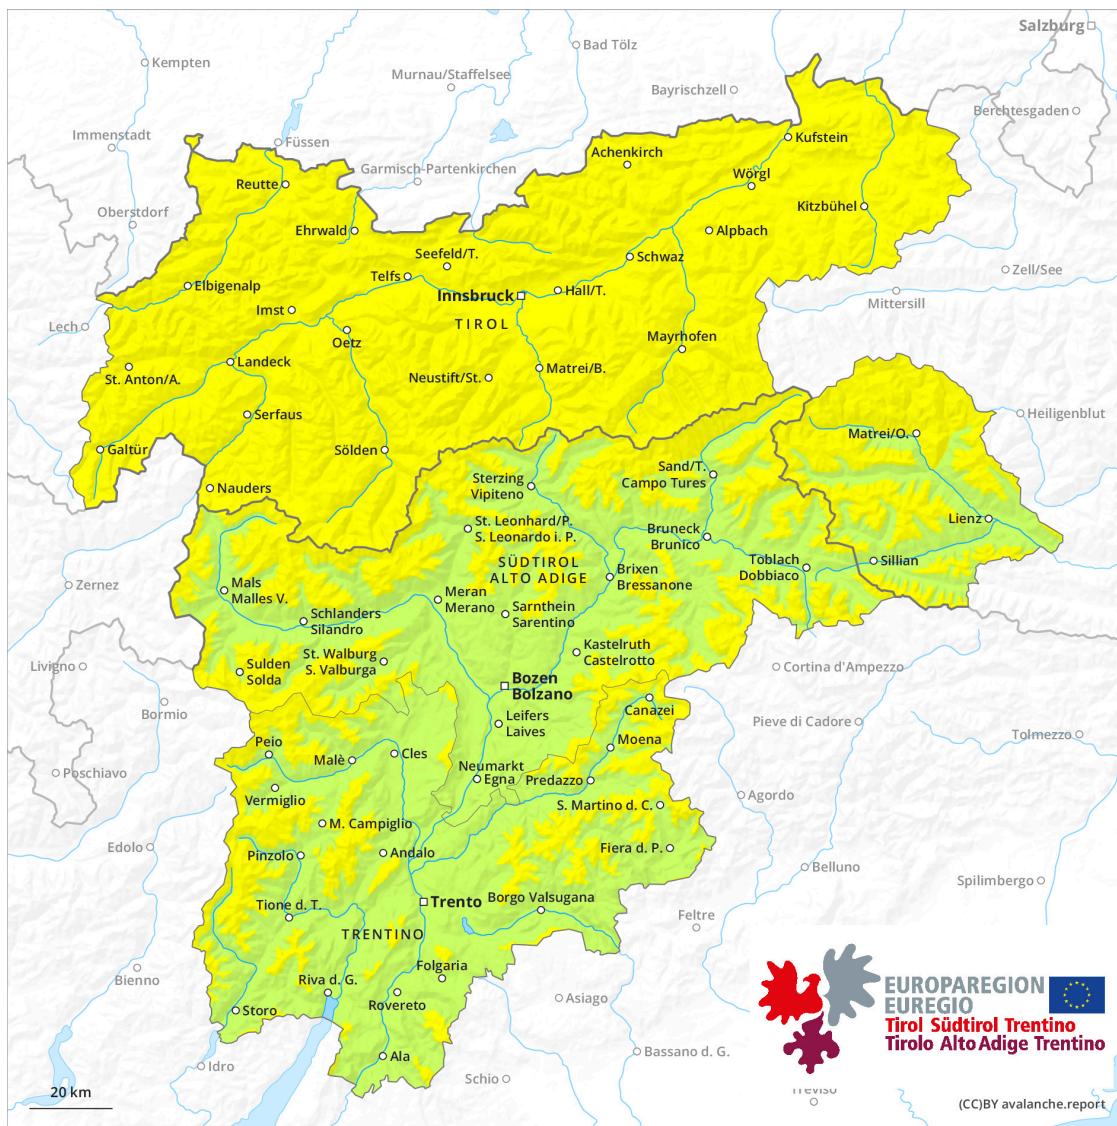 Salzburg
Bad Tölz
Kempten
Murnau/Staffelsee
Bayrischzell
Berchtesgaden
Immenstadt
Füssen
Kufstein
Achenkirch
Garmisch-Partenkirchen
Wörgl
Reutte
Kitzbühel
Oberstdorf
Ehrwald
Alpbach
Seefeld/T.
Schwaz
Zell/See
Telfs
Elbigenalp
Hall/T.
Innsbruck
Mittersill
Imst
TIROL
Lech
Oetz
Mayrhofen
Landeck
Matrei/B.
St. Anton/A.
Neustift/St.
Serfaus
Heiligenblut
Matrei/O.
Galtür
Sölden
Sterzing
Vipiteno
Sand/T.
Campo Tures
Nauders
St. Leonhard/P.
S. Leonardo i. P.
Bruneck
Brunico
Lienz
SÜDTIROL
ALTO ADIGE
Toblach
Dobbiaco
Sillian
Brixen
Bressanone
Zernez
Mals
Malles V.
Meran
Merano
Schlanders
Silandro
Sarnthein
Sarentino
Kastelruth
Castelrotto
St. Walburg
S. Valburga
Livigno
Sulden
Solda
Cortina d'Ampezzo
Bozen
Bolzano
Canazei
Bormio
Leifers
Laives
Pieve di Cadore
Tolmezzo
Moena
Peio
Cles
Malè
Poschiavo
Neumarkt
Egna
Predazzo
Vermiglio
Agordo
S. Martino d. C.
M. Campiglio
Edolo
Pinzolo
Andalo
Fiera d. P.
Belluno
Spilimbergo
Tione d. T.
Trento
Borgo Valsugana
Feltre
TRENTINO
Folgaria
Bienno
Riva d. G.
Rovereto
Asiago
Storo
EUROPAREGION
EUREGIO
Tirol Südtirol Trentino
Tirolo Alto Adige Trentino
Ala
Bassano d. G.
Idro
Schio
Treviso
20 km
(CC)BY avalanche.report